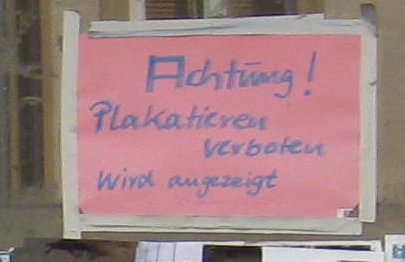 Achtung!
Plakatieren
verboten
Wird angezeigt